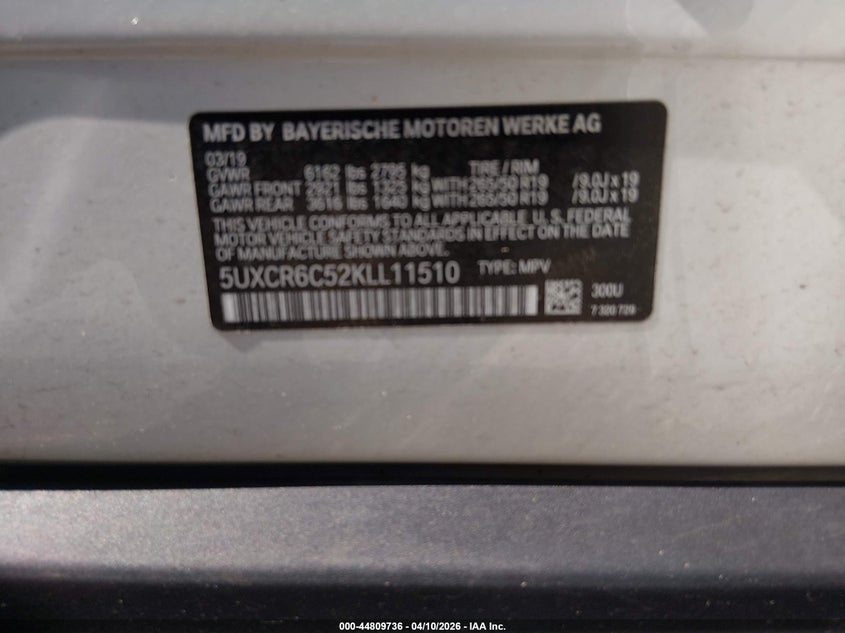 MFD BY BAYERISCHE MOTOREN WERKE AG
03/19
GVWR 6162 lbs 2795 kg TIRE / RIM
GAWR FRONT 2921 lbs 1325 kg WITH 265/50 R19 /9.0J x 19
GAWR REAR 3616 lbs 1640 kg WITH 265/50 R19 /9.0J x 19
THIS VEHICLE CONFORMS TO ALL APPLICABLE U.S. FEDERAL
MOTOR VEHICLE SAFETY STANDARDS IN EFFECT ON THE DATE
OF MANUFACTURE SHOWN ABOVE.
5UXCR6C52KLL11510 TYPE: MPV
300U
7 320 729
000-44809736 - 04/10/2026 - IAA Inc.